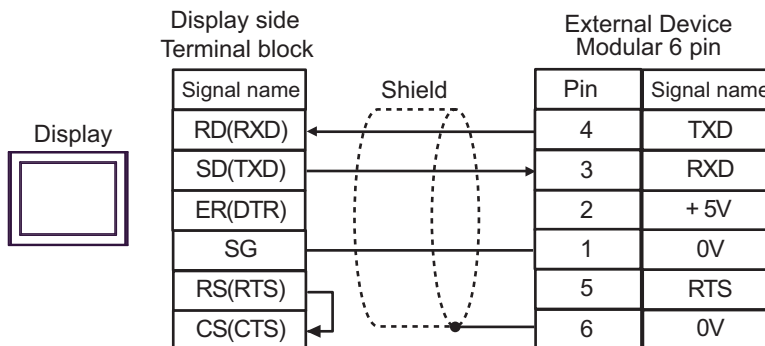 Display side
Terminal block
External Device
Modular 6 pin
Display
Shield
Signal name
Pin
Signal name
RD(RXD)
4
TXD
SD(TXD)
3
RXD
ER(DTR)
2
+ 5V
SG
1
0V
RS(RTS)
5
RTS
CS(CTS)
6
0V